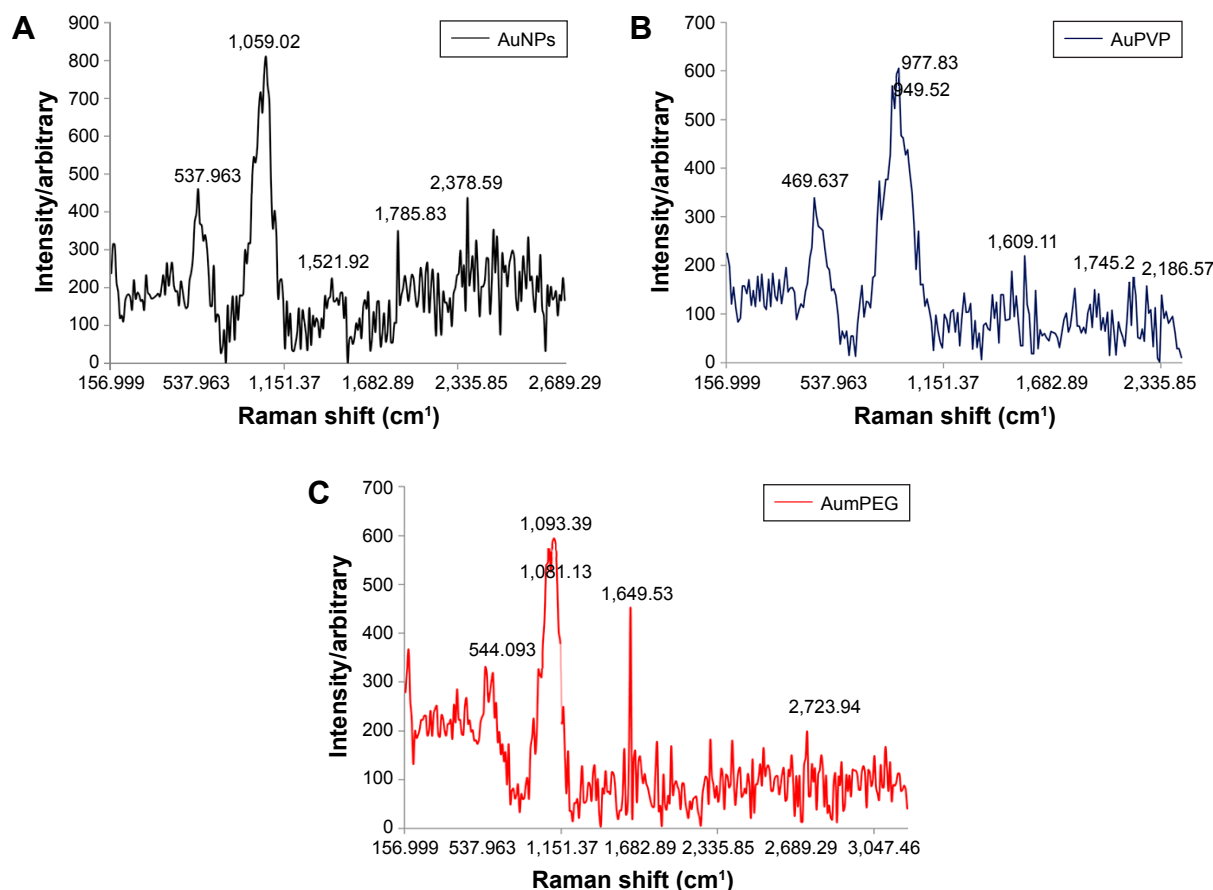 A
AuNPs
Intensity/arbitrary
900
800
700
600
500
400
300
200
100
0
1,059.02
537.963
1,521.92
1,785.83
2,378.59
156.999 537.963 1,151.37 1,682.89 2,335.85 2,689.29
Raman shift (cm¹)
B
AuPVP
Intensity/arbitrary
700
600
500
400
300
200
100
0
977.83
949.52
469.637
1,609.11
1,745.2
2,186.57
156.999 537.963 1,151.37 1,682.89 2,335.85
Raman shift (cm¹)
C
AumPEG
Intensity/arbitrary
700
600
500
400
300
200
100
0
1,093.39
1,081.13
1,649.53
544.093
2,723.94
156.999 537.963 1,151.37 1,682.89 2,335.85 2,689.29 3,047.46
Raman shift (cm¹)